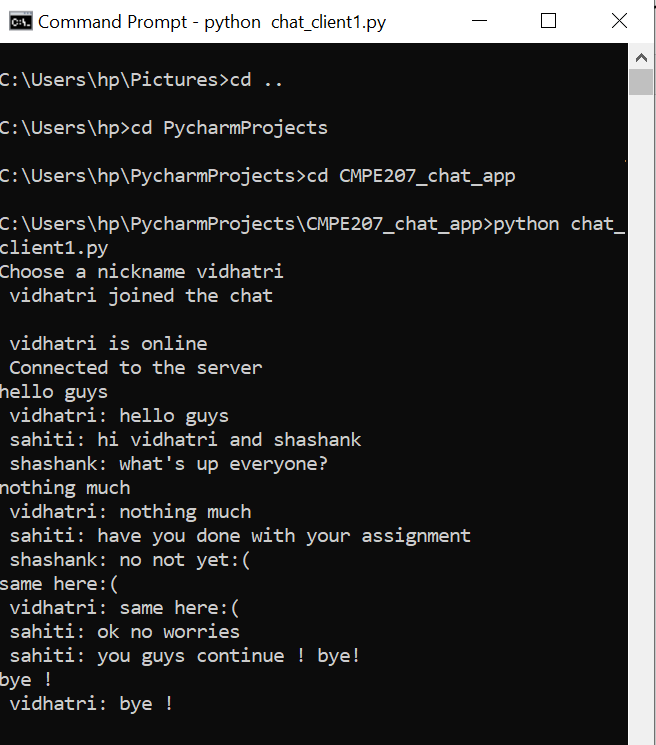 Command Prompt - python  chat_client1.py
C:\Users\hp\Pictures>cd ..
C:\Users\hp>cd PycharmProjects
C:\Users\hp\PycharmProjects>cd CMPE207_chat_app
C:\Users\hp\PycharmProjects\CMPE207_chat_app>python chat_
client1.py
Choose a nickname vidhatri
 vidhatri joined the chat
 vidhatri is online
 Connected to the server
hello guys
 vidhatri: hello guys
 sahiti: hi vidhatri and shashank
 shashank: what's up everyone?
nothing much
 vidhatri: nothing much
 sahiti: have you done with your assignment
 shashank: no not yet:(
same here:(
 vidhatri: same here:(
 sahiti: ok no worries
 sahiti: you guys continue ! bye!
bye !
 vidhatri: bye !